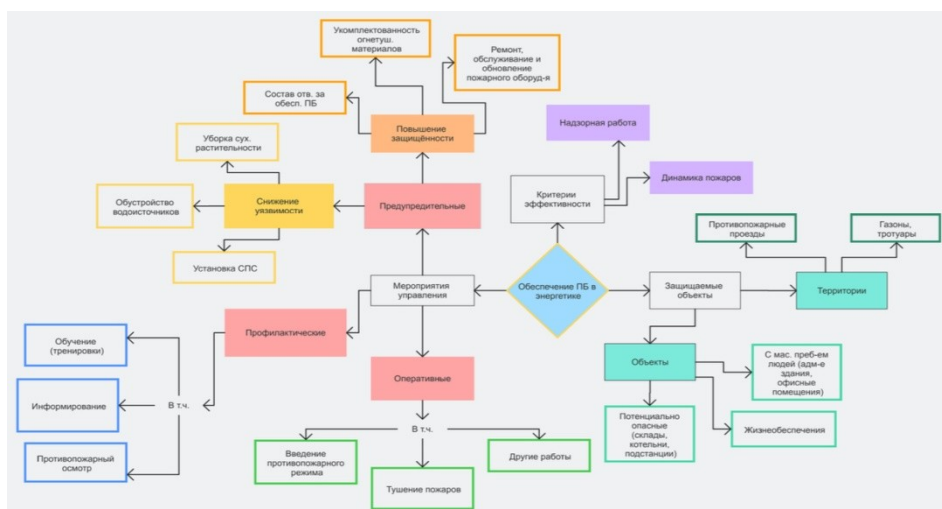 Укомплектованность
огнетуш.
материалов
Ремонт,
обслуживание и
обновление
пожарного оборуд-я
Состав отв. за
обесп. ПБ
Повышение
защищённости
Надзорная работа
Уборка сух.
растительности
Динамика пожаров
Критерии
эффективности
Обустройство
водоисточников
Снижение
уязвимости
Предупредительные
Противопожарные
проезды
Газоны,
тротуары
Установка СПС
Мероприятия
управления
Обеспечение ПБ в
энергетике
Защищаемые
объекты
Территории
Профилактические
Обучение
(тренировки)
Объекты
С мас. преб-ем
людей (адм-е
здания,
офисные
помещения)
Оперативные
Информирование
В т.ч.
Потенциально
опасные
(склады,
котельни,
подстанции)
Жизнеобеспечения
В т.ч.
Противопожарный
осмотр
Введение
противопожарного
режима
Другие работы
Тушение пожаров